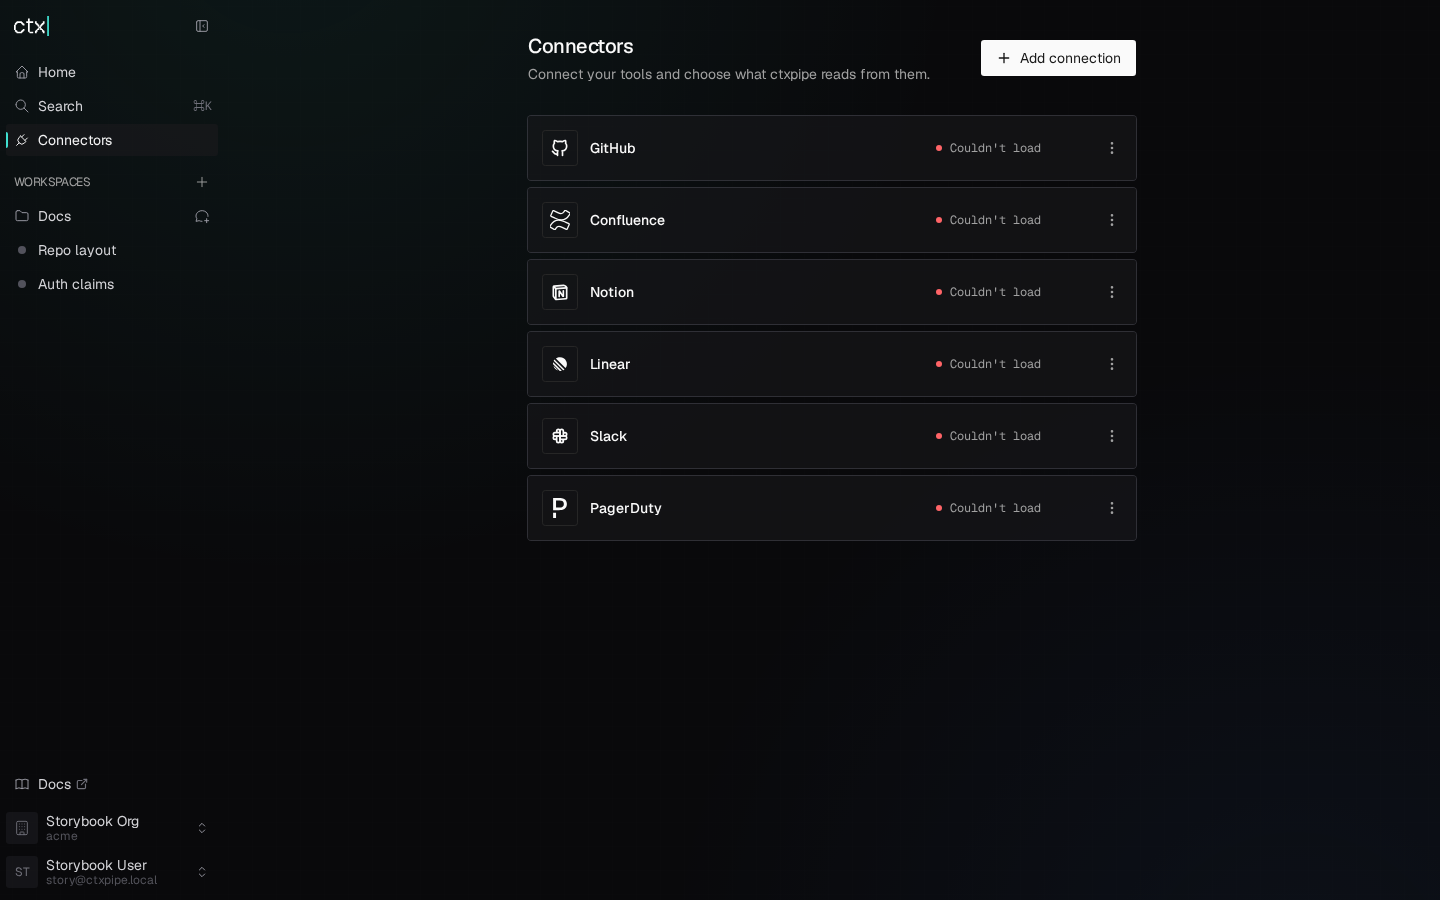 ctx
Home
Search ⌘K
Connectors
WORKSPACES
Docs
Repo layout
Auth claims
Docs
Storybook Org
acme
ST
Storybook User
story@ctxpipe.local
Connectors
Connect your tools and choose what ctxpipe reads from them.
Add connection
GitHub Couldn't load
Confluence Couldn't load
Notion Couldn't load
Linear Couldn't load
Slack Couldn't load
PagerDuty Couldn't load